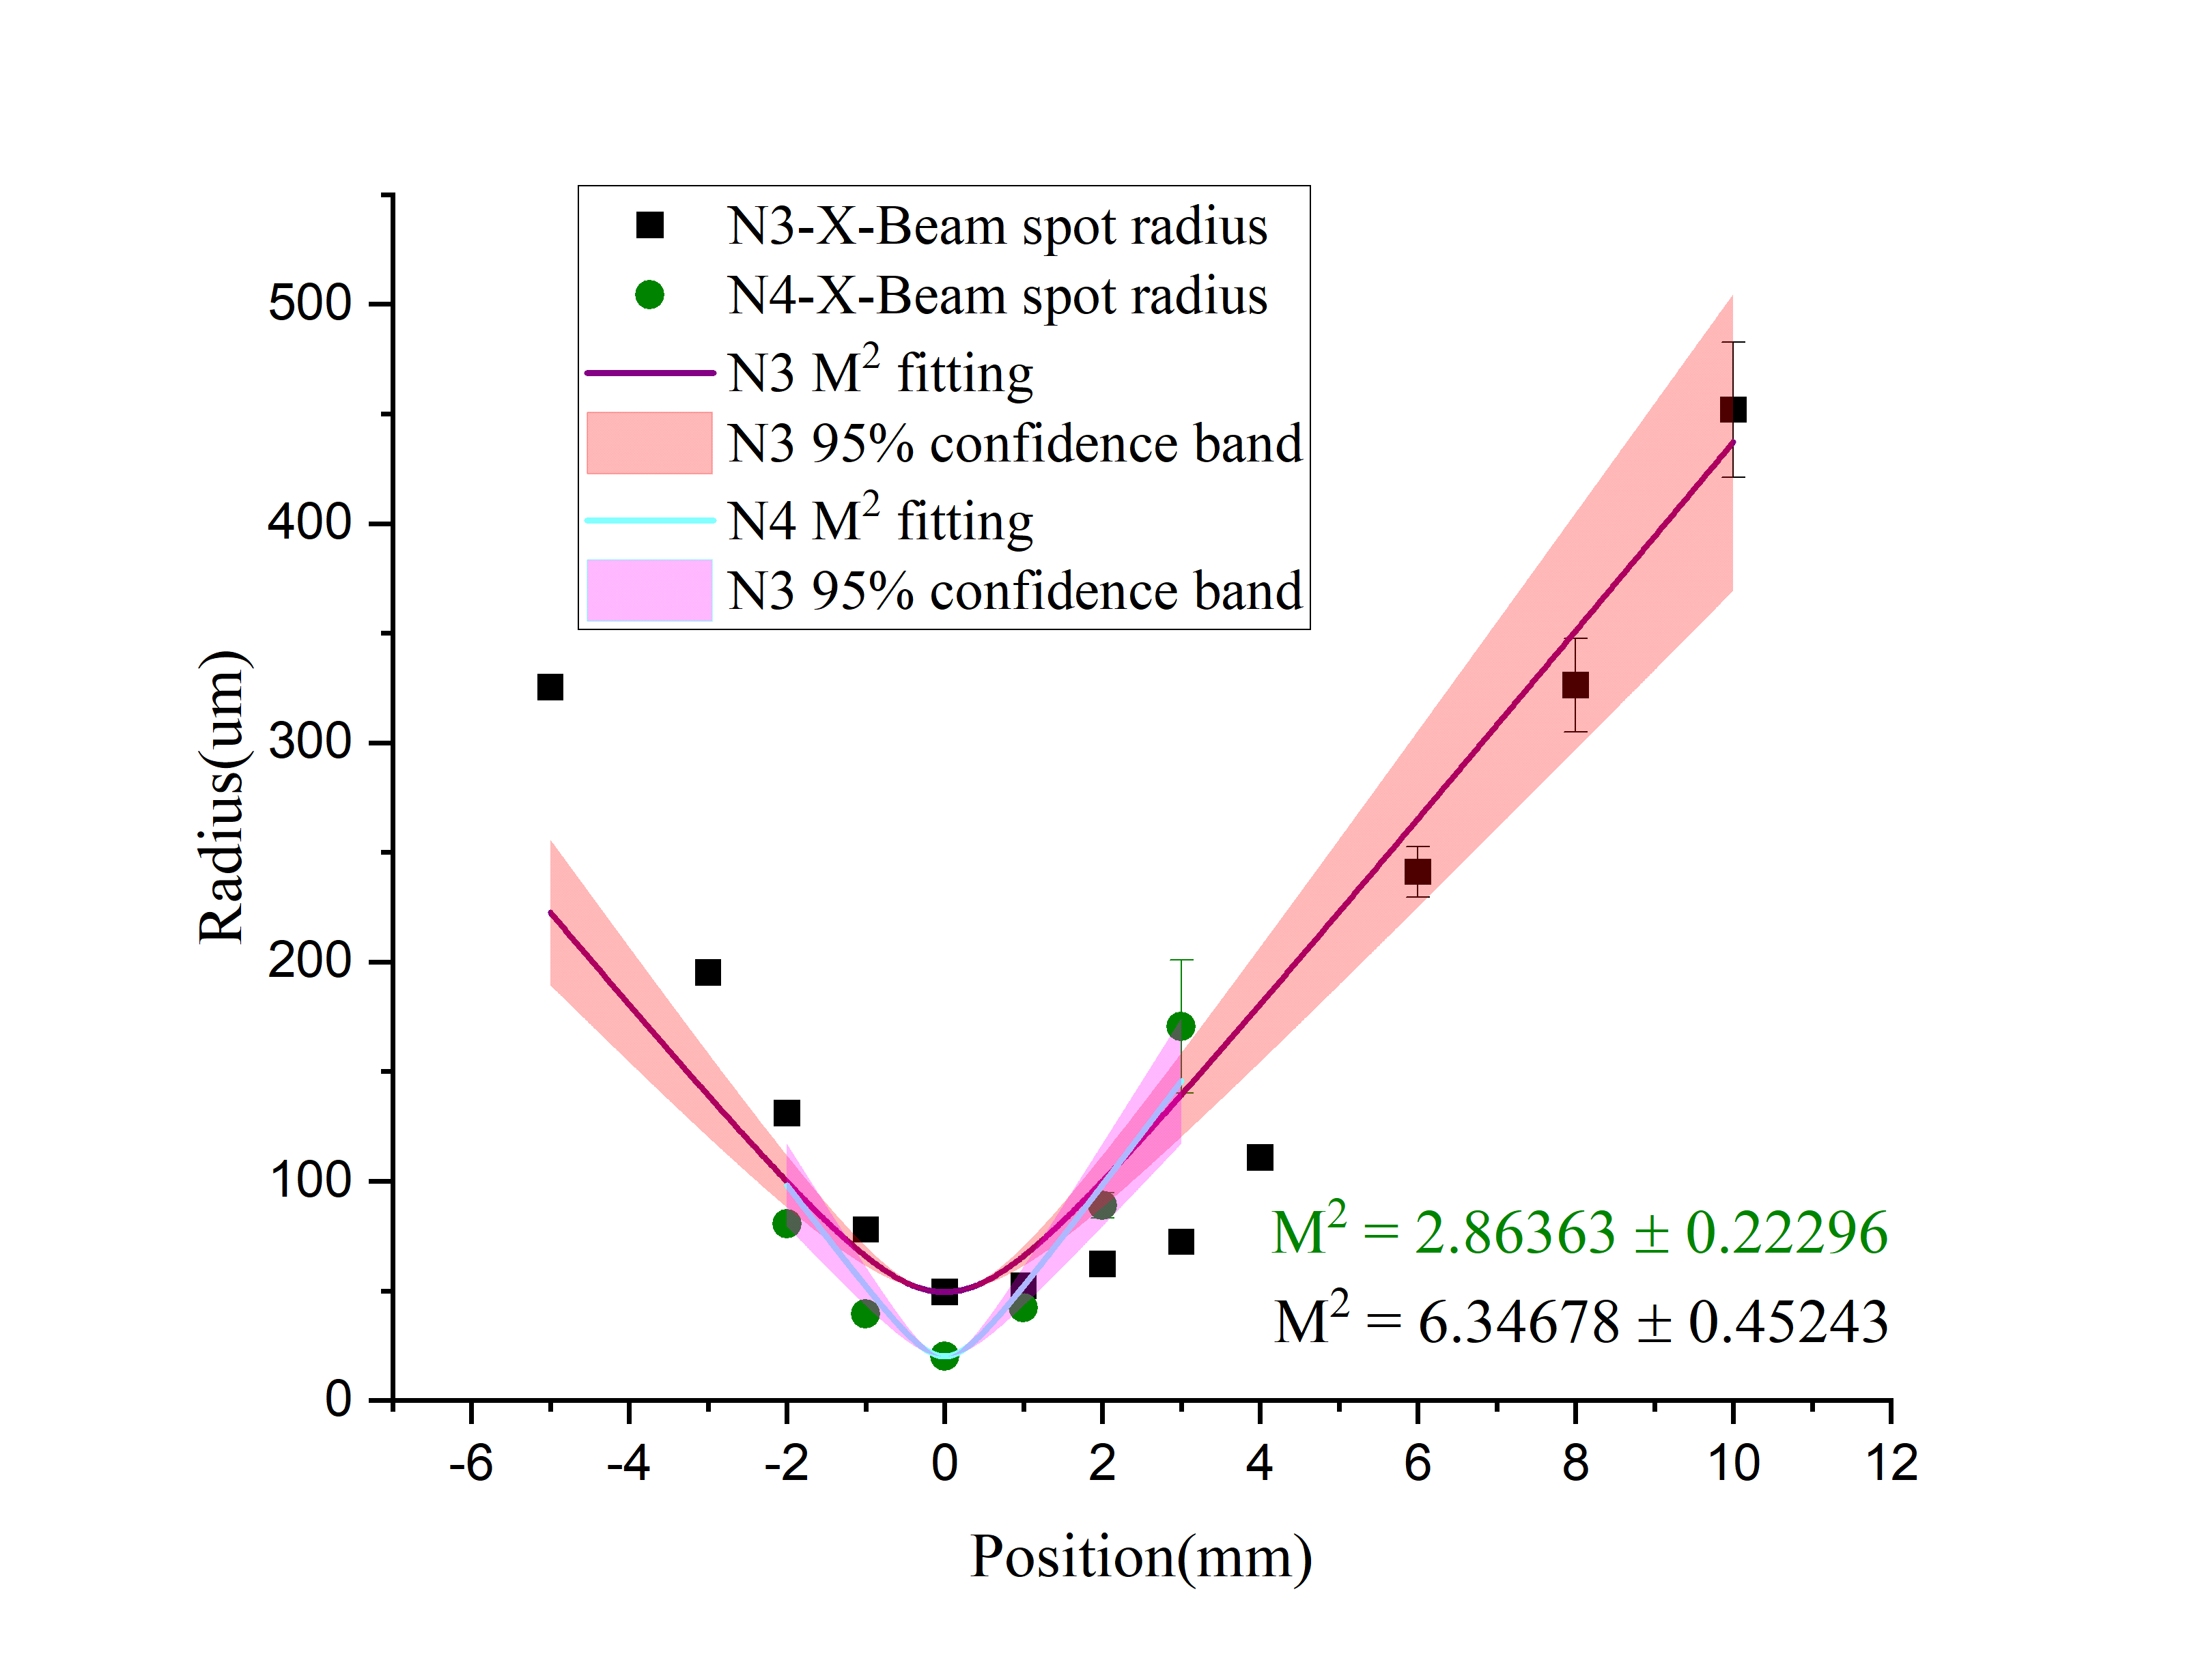 N3-X-Beam spot radius
N4-X-Beam spot radius
N3 M² fitting
N3 95% confidence band
N4 M² fitting
N3 95% confidence band
Radius(um)
500
400
300
200
100
0
M² = 2.86363 ± 0.22296
M² = 6.34678 ± 0.45243
-6 -4 -2 0 2 4 6 8 10 12
Position(mm)